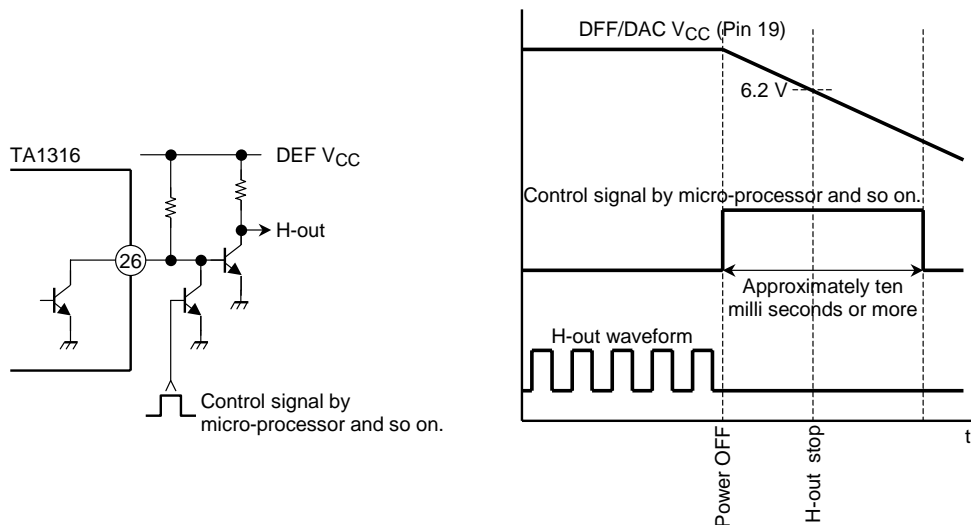 TA1316
DEF VCC
H-out
26
Control signal by
micro-processor and so on.
DFF/DAC VCC (Pin 19)
6.2 V
Control signal by micro-processor and so on.
Approximately ten
milli seconds or more
H-out waveform
t
Power OFF
H-out stop